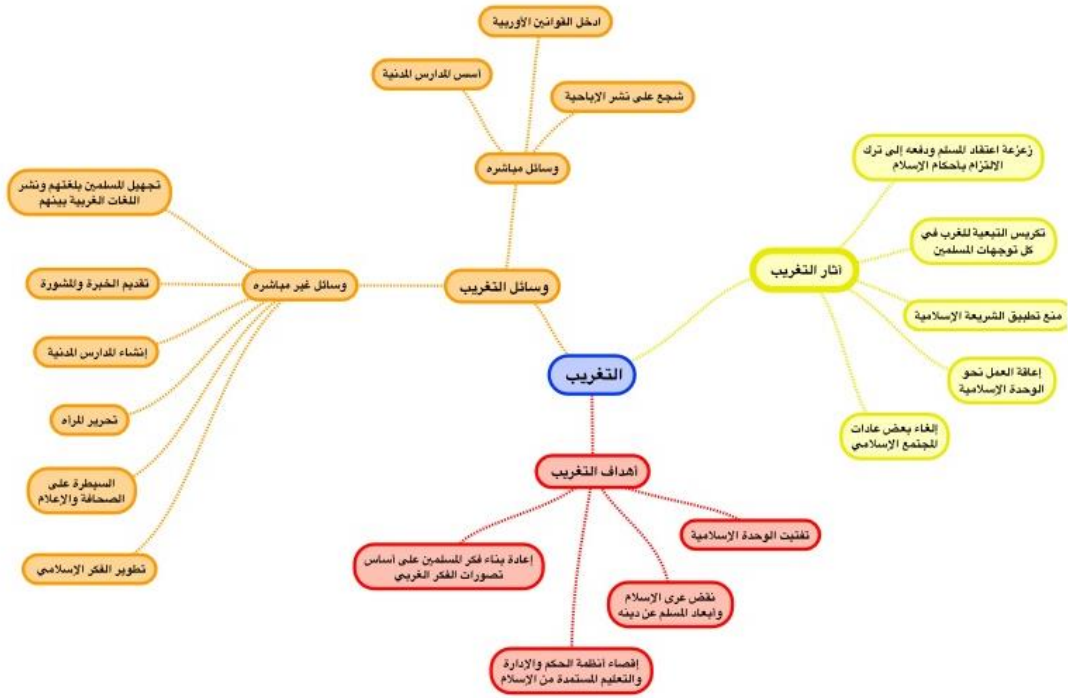 التغريب
آثار التغريب
زعزعة اعتقاد المسلم ودفعه إلى ترك
الالتزام بأحكام الإسلام
تكريس التبعية للغرب في
كل توجهات المسلمين
منع تطبيق الشريعة الإسلامية
إعاقة العمل نحو
الوحدة الإسلامية
إلغاء بعض عادات
المجتمع الإسلامي
أهداف التغريب
تفتيت الوحدة الإسلامية
نقض عرى الإسلام
وأبعاد المسلم عن دينه
إقصاء أنظمة الحكم والإدارة
والتعليم المستمدة من الإسلام
إعادة بناء فكر المسلمين على أساس
تصورات الفكر الغربي
وسائل التغريب
وسائل مباشره
ادخل القوانين الأوربية
أسس المدارس المدنية
شجع على نشر الإباحية
وسائل غير مباشره
تجهيل المسلمين بلغتهم ونشر
اللغات الغربية بينهم
تقديم الخبرة والمشورة
إنشاء المدارس المدنية
تحرير المرأه
السيطرة على
الصحافة والإعلام
تطوير الفكر الإسلامي